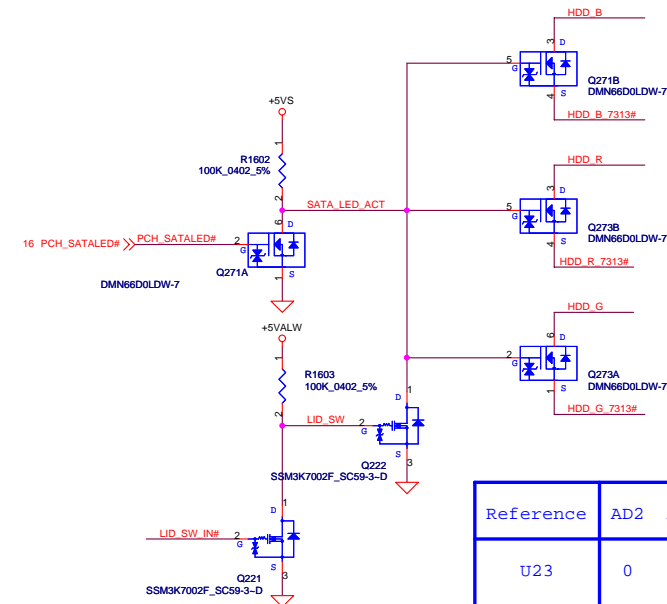 HDD_B
3
D
5
G
Q271B
DMN66D0LDW-7
4
S
HDD_B_7313#
+5VS
1
R1602
100K_0402_5%
2
HDD_R
3
D
SATA_LED_ACT
5
G
Q273B
DMN66D0LDW-7
6
D
16 PCH_SATALED#
PCH_SATALED#
2
G
4
S
HDD_R_7313#
Q271A
1
S
DMN66D0LDW-7
HDD_G
+5VALW
6
D
1
R1603
100K_0402_5%
2
2
G
Q273A
DMN66D0LDW-7
1
S
HDD_G_7313#
1
D
LID_SW
2
G
S
3
Q222
SSM3K7002F_SC59-3~D
1
D
LID_SW_IN#
2
G
S
3
Q221
SSM3K7002F_SC59-3~D
Reference AD2
U23 0